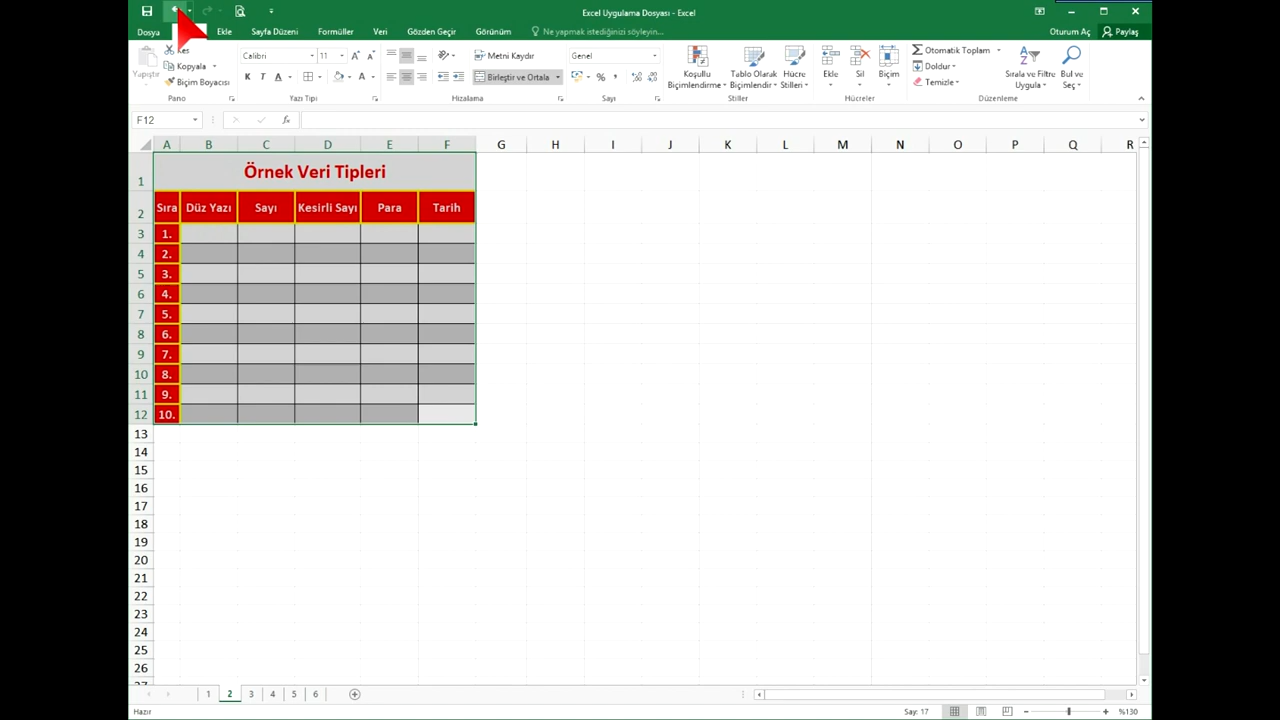 Excel Uygulama Dosyası - Excel
Dosya Ekle Sayfa Düzeni Formüller Veri Gözden Geçir Görünüm Ne yapmak istediğinizi söyleyin... Oturum Aç Paylaş
Yapıştır Kes Kopyala Biçim Boyacısı
Calibri 11 K T A A A A
Metni Kaydır Birleştir ve Ortala
Genel %
Koşullu Biçimlendirme Tablo Olarak Biçimlendir Hücre Stilleri
Ekle Sil Biçim
Otomatik Toplam Doldur Temizle Sırala ve Filtre Uygula Bul ve Seç
Pano Yazı Tipi Hizalama Sayı Stiller Hücreler Düzenleme
F12 fx
A B C D E F G H I J K L M N O P Q R
1 Örnek Veri Tipleri
2 Sıra Düz Yazı Sayı Kesirli Sayı Para Tarih
3 1.
4 2.
5 3.
6 4.
7 5.
8 6.
9 7.
10 8.
11 9.
12 10.
13
14
15
16
17
18
19
20
21
22
23
24
25
26
27
1 2 3 4 5 6
Hazır Say: 17 %130